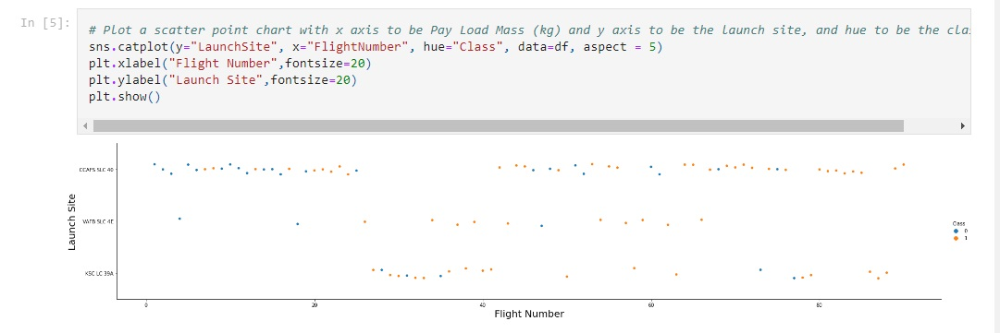 In [5]:
# Plot a scatter point chart with x axis to be Pay Load Mass (kg) and y axis to be the launch site, and hue to be the cla
sns.catplot(y="LaunchSite", x="FlightNumber", hue="Class", data=df, aspect = 5)
plt.xlabel("Flight Number",fontsize=20)
plt.ylabel("Launch Site",fontsize=20)
plt.show()
CCAFS SLC 40
VAFB SLC 4E
KSC LC 39A
Launch Site
Class
0
1
0 20 40 60 80
Flight Number